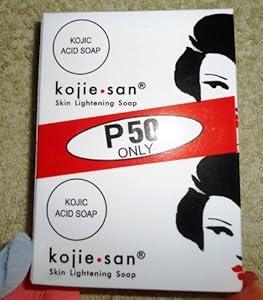 KOJIC
ACID SOAP
kojie.san®
Skin Lightening Soap
P50
ONLY
KOJIC
ACID SOAP
kojie.san®
Skin Lightening Soap